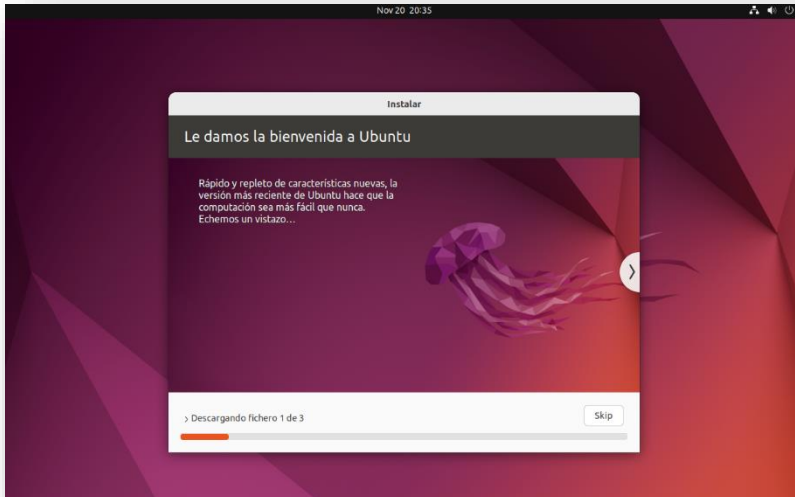 Nov 20 20:35
Instalar
Le damos la bienvenida a Ubuntu
Rápido y repleto de características nuevas, la
versión más reciente de Ubuntu hace que la
computación sea más fácil que nunca.
Echemos un vistazo...
Descargando fichero 1 de 3
Skip